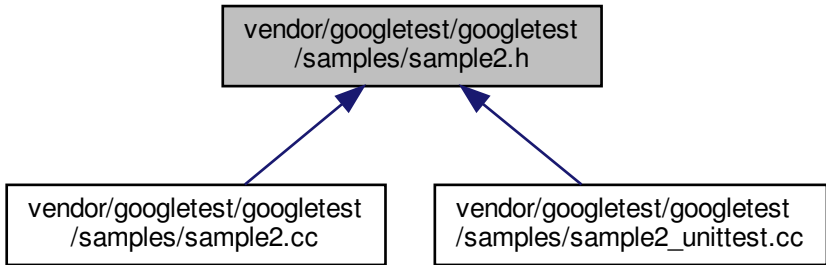 vendor/googletest/googletest
/samples/sample2.h
vendor/googletest/googletest
/samples/sample2.cc
vendor/googletest/googletest
/samples/sample2_unittest.cc